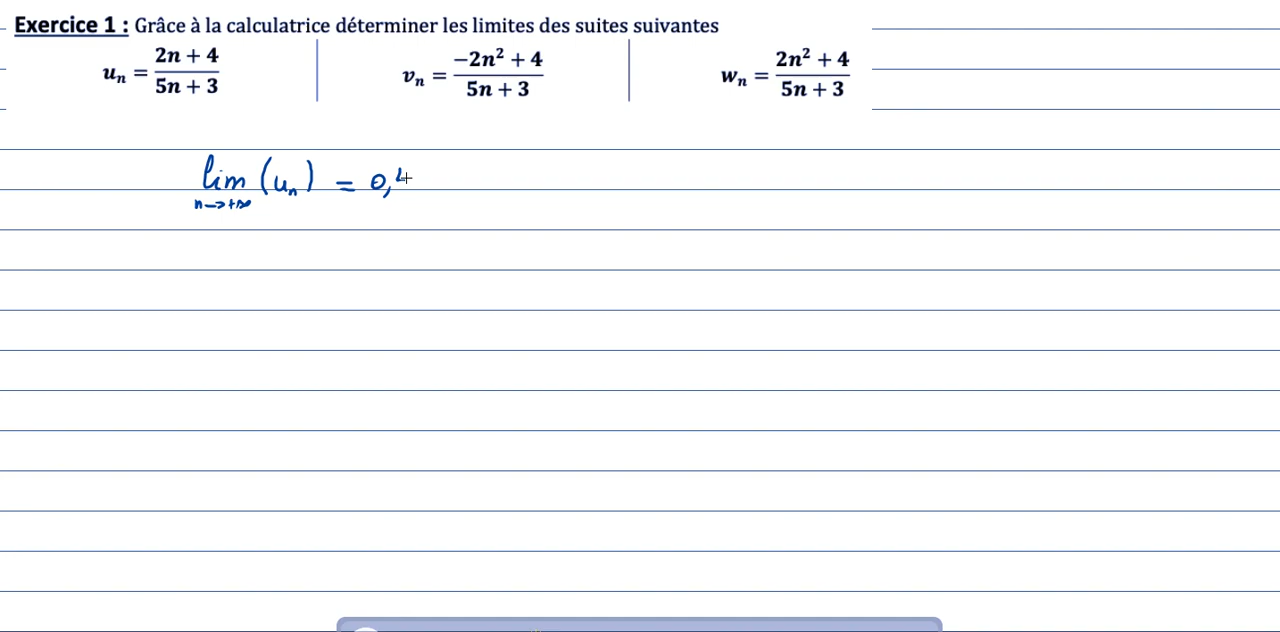 Exercice 1 : Grâce à la calculatrice déterminer les limites des suites suivantes
uₙ = (2n + 4)/(5n + 3) | vₙ = (−2n² + 4)/(5n + 3) | wₙ = (2n² + 4)/(5n + 3)
lim (uₙ) = 0,4
n→+∞